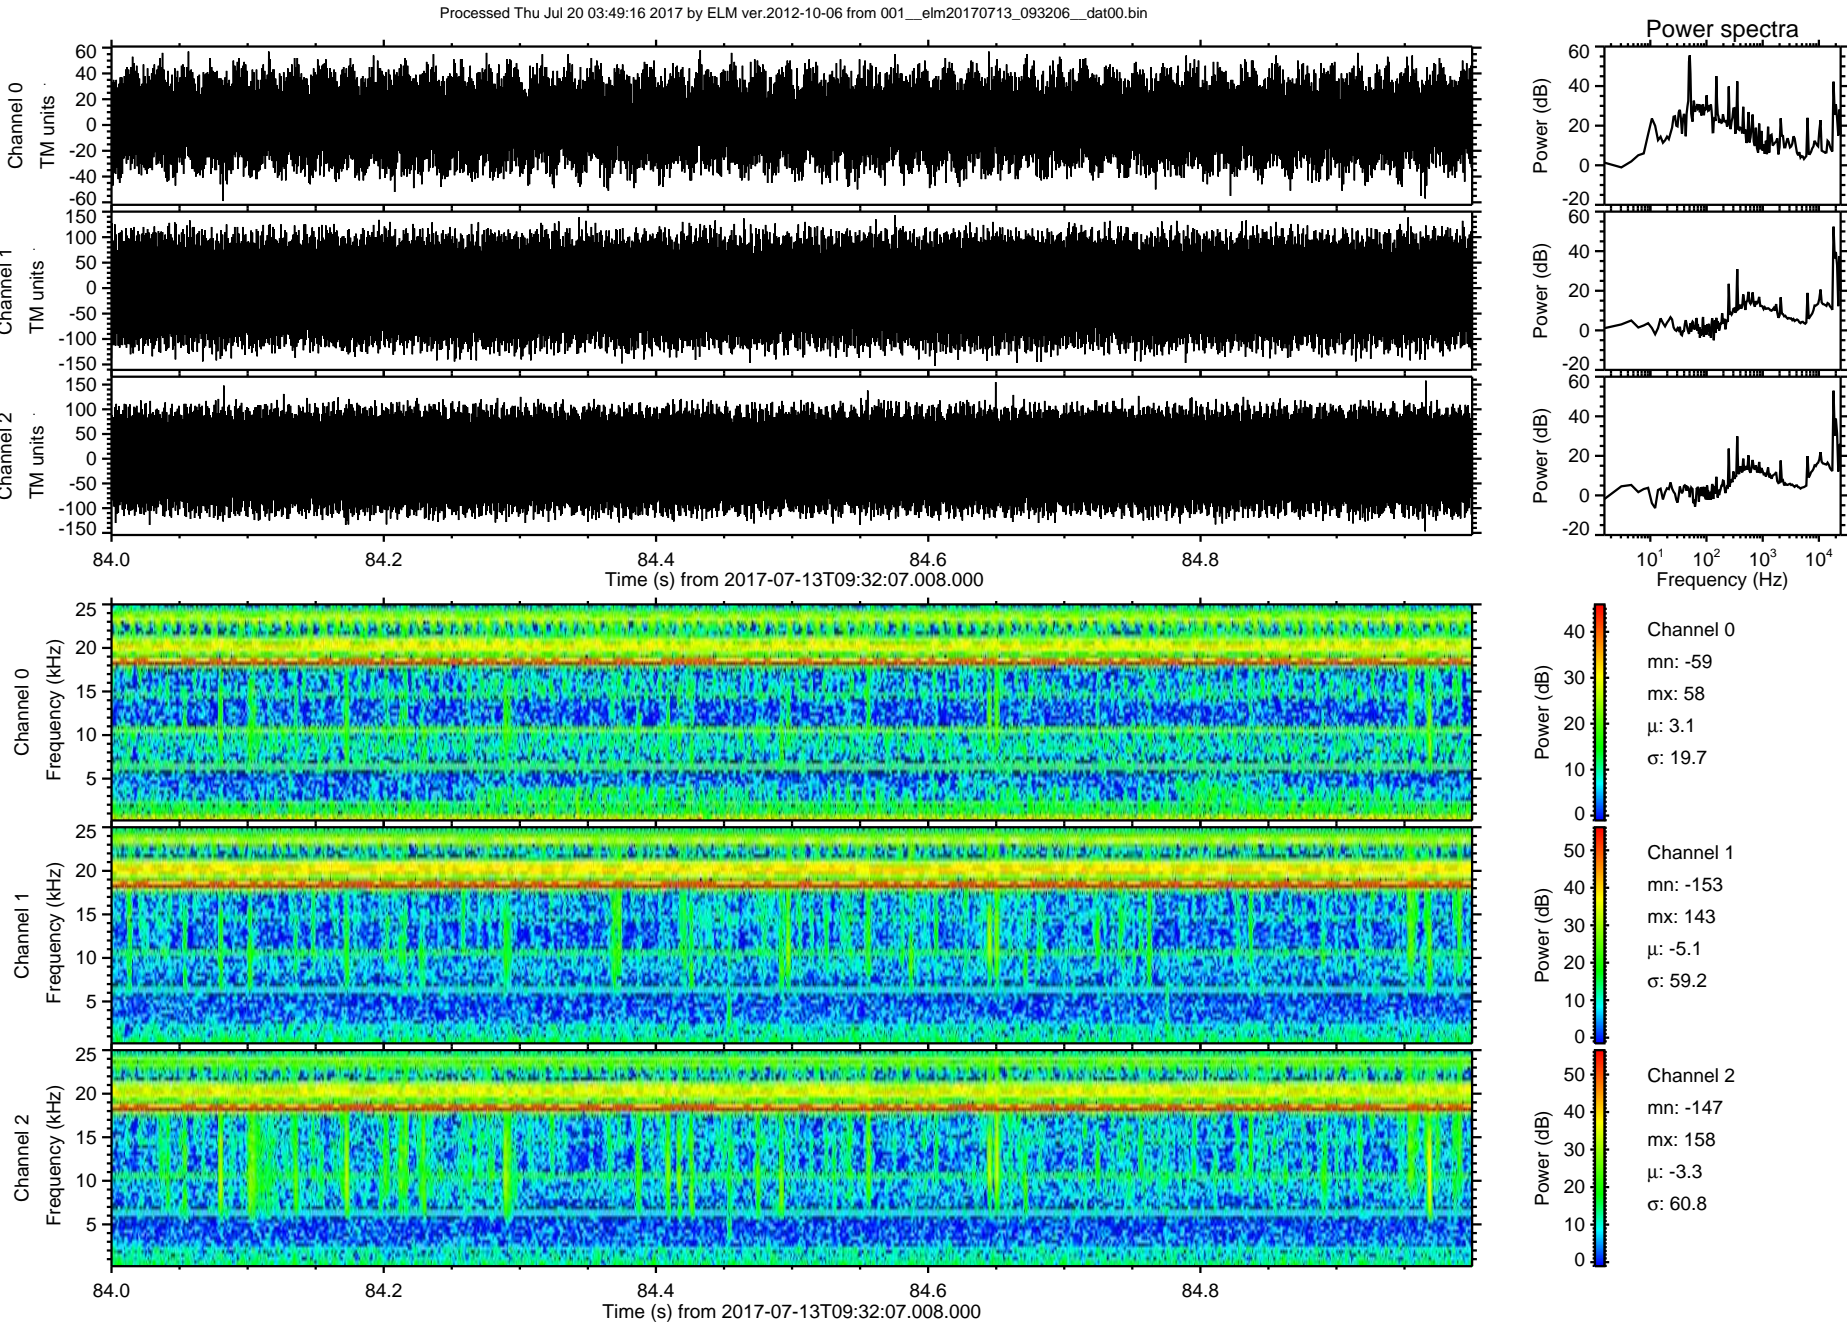 Processed Thu Jul 20 03:49:16 2017 by ELM ver.2012-10-06 from 001__elm20170713_093206__dat00.bin
Power spectra
Channel 0
TM units
60
40
20
0
-20
-40
-60
Power (dB)
60
40
20
0
-20
Channel 1
TM units
150
100
50
0
-50
-100
-150
Power (dB)
60
40
20
0
-20
Channel 2
TM units
150
100
50
0
-50
-100
-150
Power (dB)
60
40
20
0
-20
84.0 84.2 84.4 84.6 84.8
Time (s) from 2017-07-13T09:32:07.008.000
10^1 10^2 10^3 10^4
Frequency (Hz)
Channel 0
Frequency (kHz)
25
20
15
10
5
Power (dB)
40
30
20
10
0
Channel 0
mn: -59
mx: 58
μ: 3.1
σ: 19.7
Channel 1
Frequency (kHz)
25
20
15
10
5
Power (dB)
50
40
30
20
10
0
Channel 1
mn: -153
mx: 143
μ: -5.1
σ: 59.2
Channel 2
Frequency (kHz)
25
20
15
10
5
Power (dB)
50
40
30
20
10
0
Channel 2
mn: -147
mx: 158
μ: -3.3
σ: 60.8
84.0 84.2 84.4 84.6 84.8
Time (s) from 2017-07-13T09:32:07.008.000